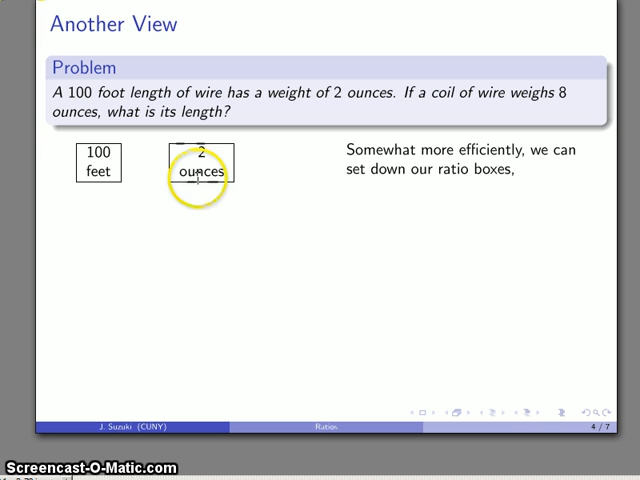 Another View
Problem
A 100 foot length of wire has a weight of 2 ounces. If a coil of wire weighs 8
ounces, what is its length?
100
feet
2
ounces
Somewhat more efficiently, we can
set down our ratio boxes,
J. Suzuki (CUNY)
Ratios
4 / 7
Screencast-O-Matic.com